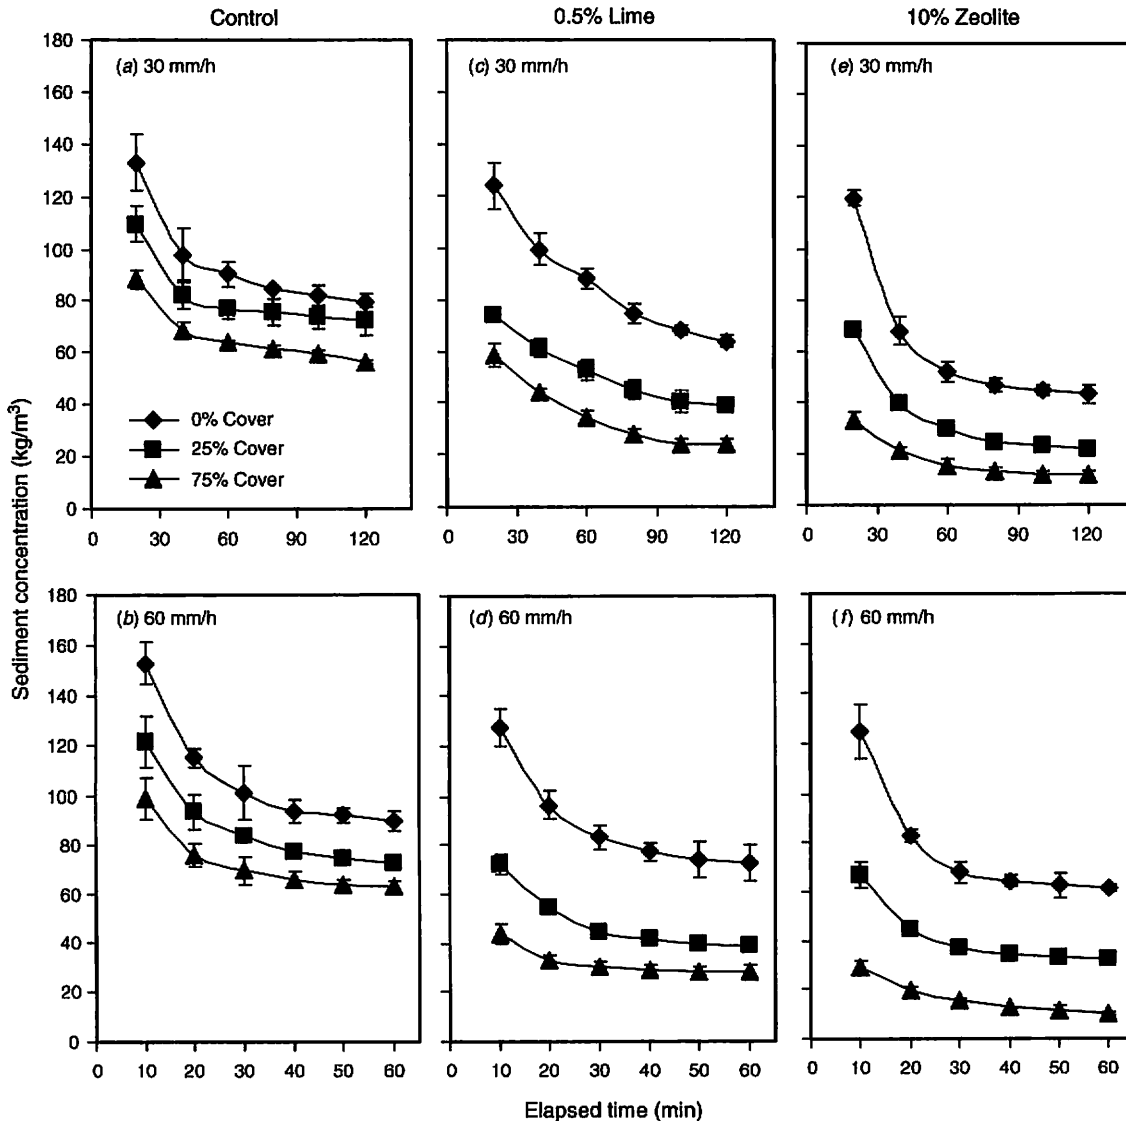 Control 0.5% Lime 10% Zeolite
Sediment concentration (kg/m³)
180
160
140
120
100
80
60
40
20
0
(a) 30 mm/h
0% Cover
25% Cover
75% Cover
0 30 60 90 120
(c) 30 mm/h
0 30 60 90 120
(e) 30 mm/h
0 30 60 90 120
180
160
140
120
100
80
60
40
20
0
(b) 60 mm/h
0 10 20 30 40 50 60
(d) 60 mm/h
0 10 20 30 40 50 60
(f) 60 mm/h
0 10 20 30 40 50 60
Elapsed time (min)